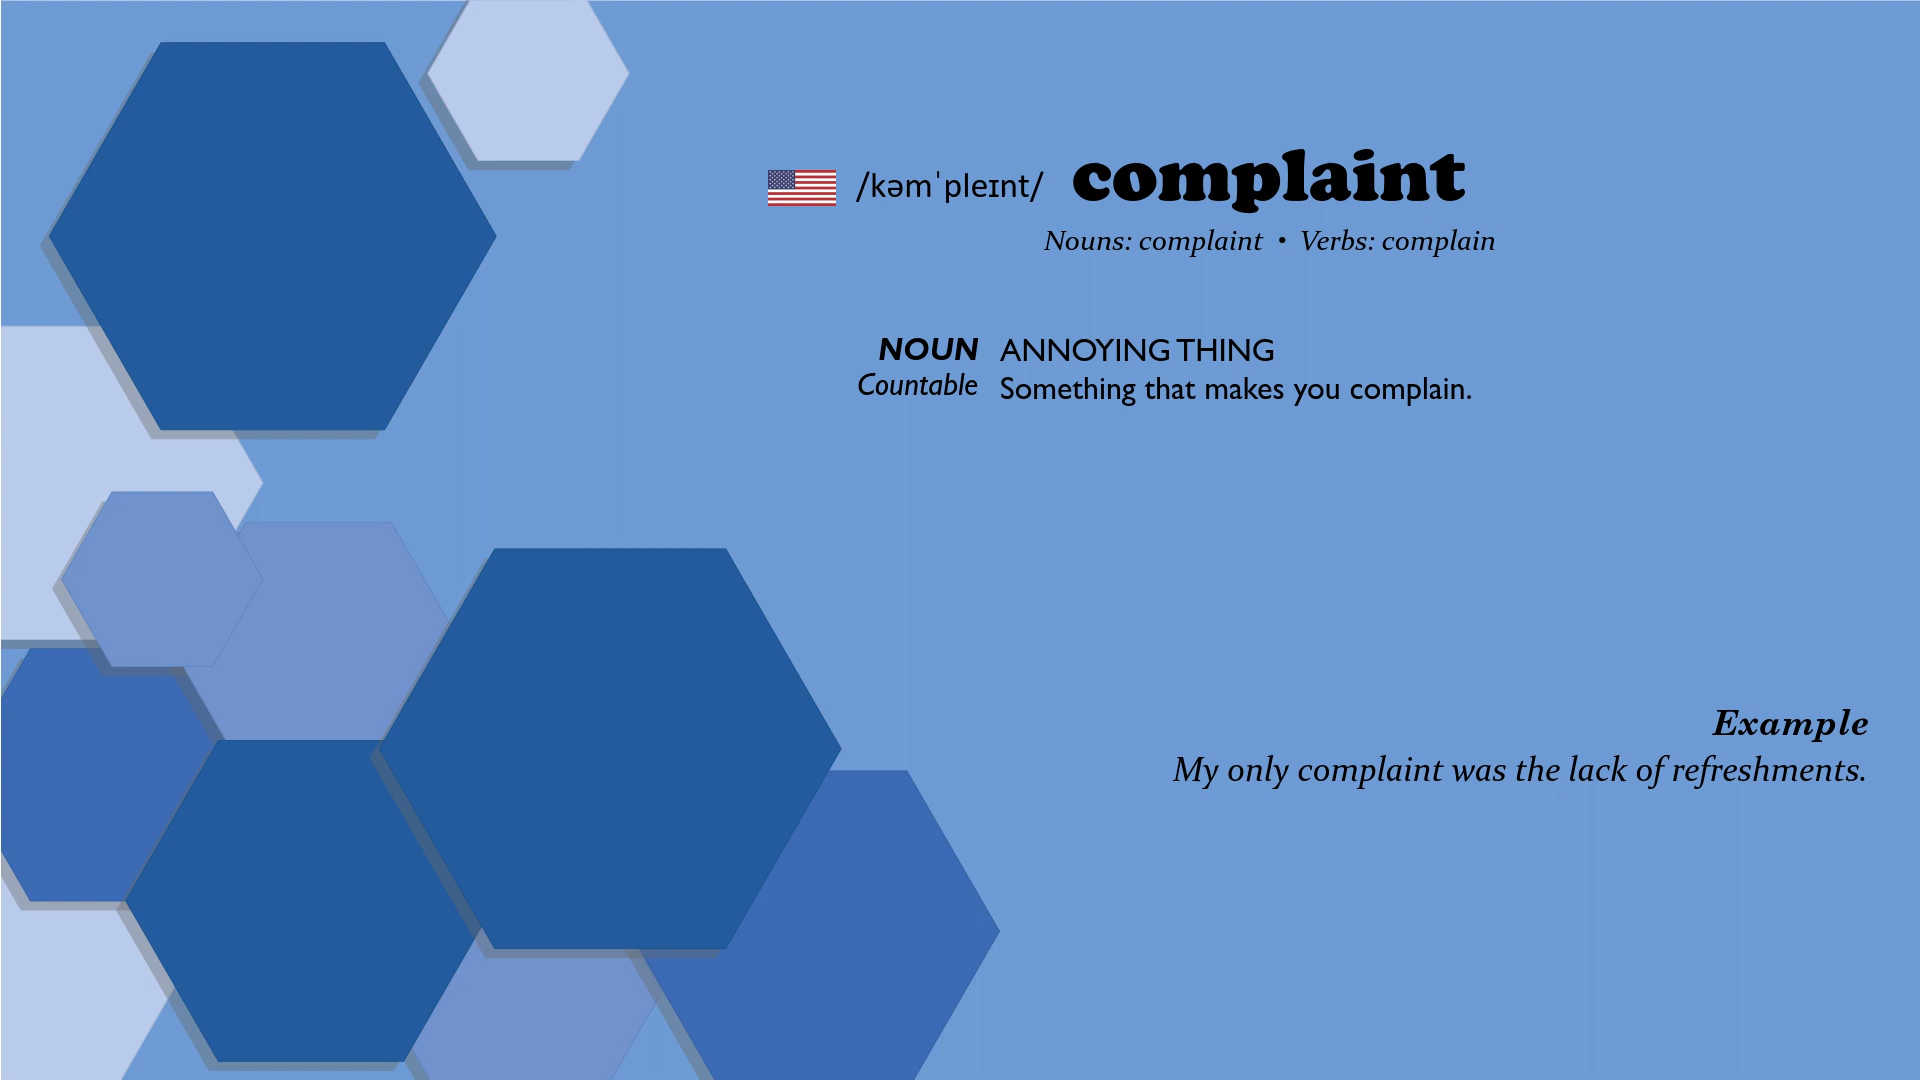 /kəmˈpleɪnt/ complaint
Nouns: complaint • Verbs: complain
NOUN ANNOYING THING
Countable Something that makes you complain.
Example
My only complaint was the lack of refreshments.